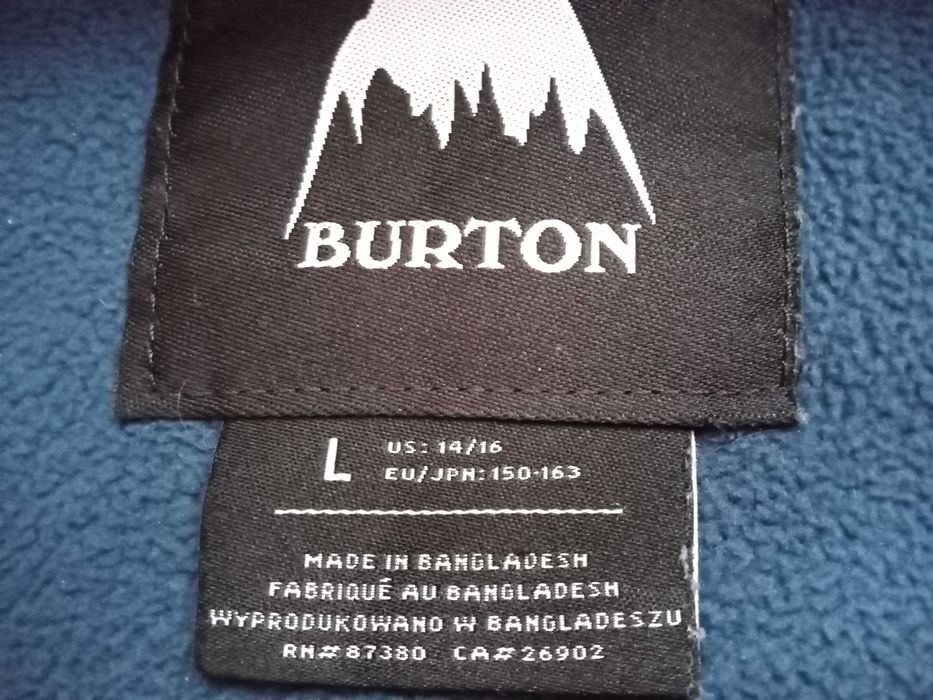 BURTON
L US: 14/16
EU/JPN: 150-163
MADE IN BANGLADESH
FABRIQUÉ AU BANGLADESH
WYPRODUKOWANO W BANGLADESZU
RN#87380 CA#26902